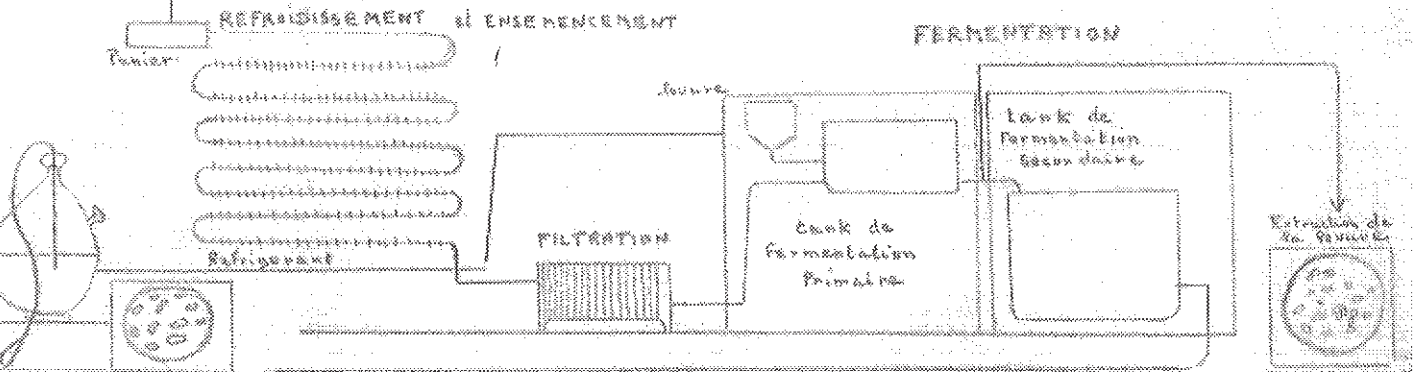 REFROIDISSEMENT et ENSEMENCEMENT
Panier
FERMENTATION
levure
tank de
Fermentation
Secondaire
Réfrigerant
FILTRATION
tank de
Fermentation
Primaire
Extraction de
la levure